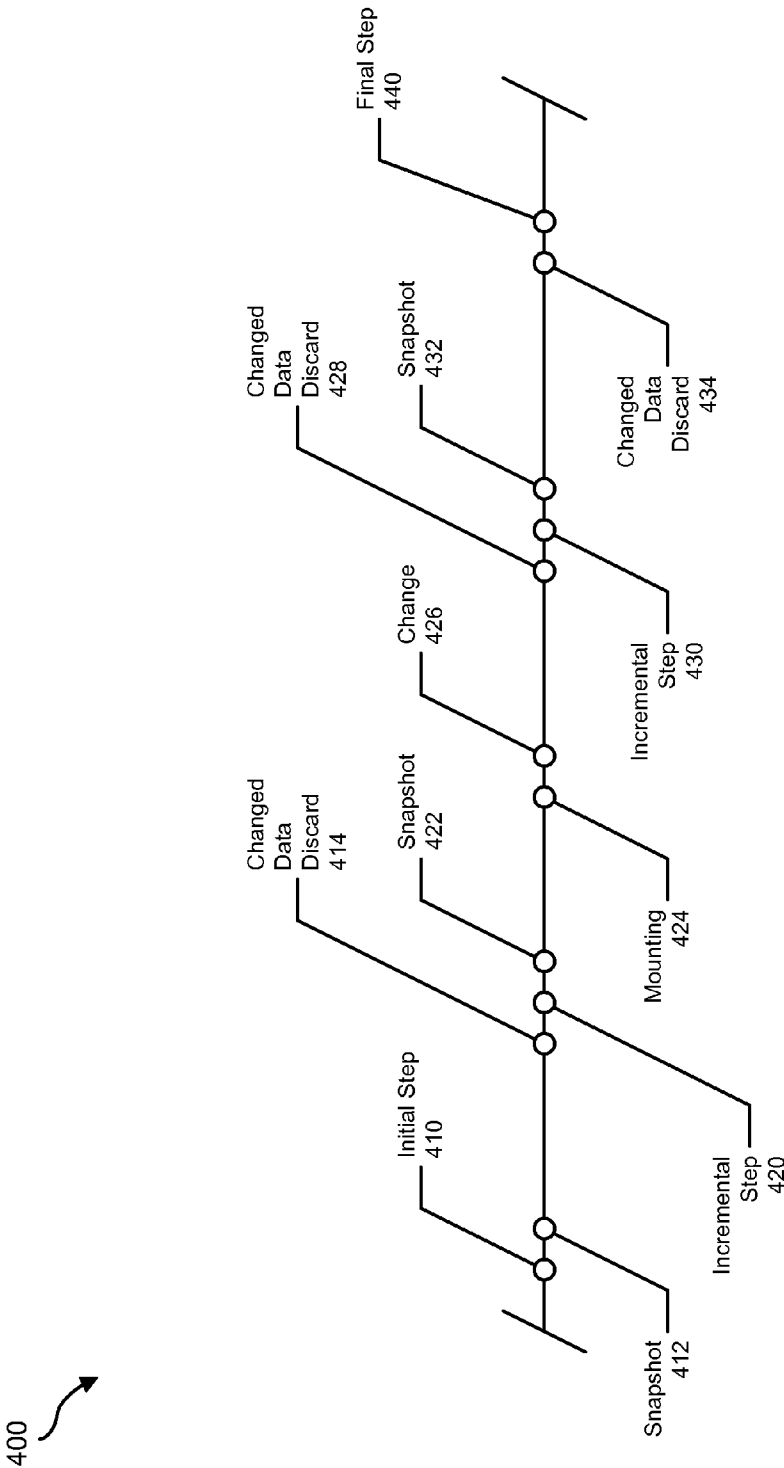 400
Initial Step
410
Snapshot
412
Changed
Data
Discard
414
Incremental
Step
420
Snapshot
422
Mounting
424
Change
426
Changed
Data
Discard
428
Incremental
Step
430
Snapshot
432
Changed
Data
Discard
434
Final Step
440